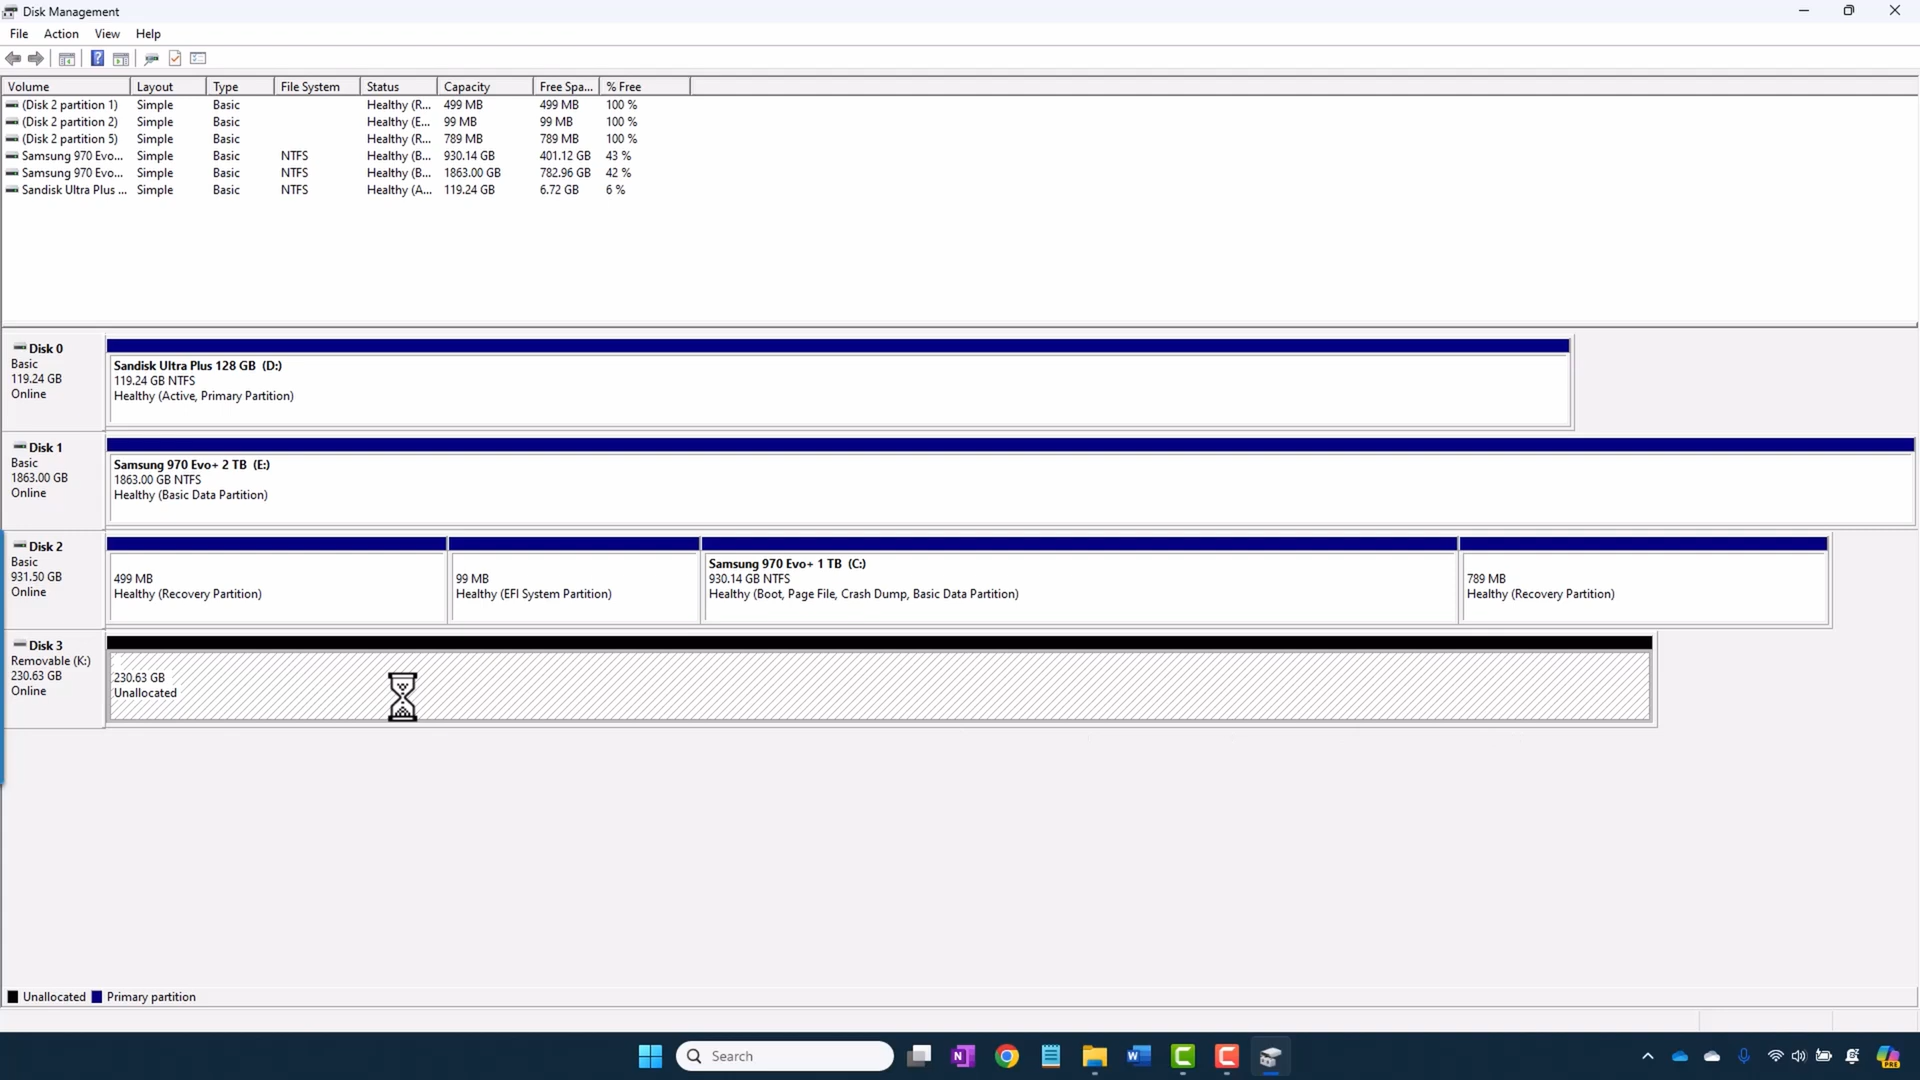 Disk Management
File Action View Help
Volume Layout Type File System Status Capacity Free Spa... % Free
(Disk 2 partition 1) Simple Basic Healthy (R... 499 MB 499 MB 100 %
(Disk 2 partition 2) Simple Basic Healthy (E... 99 MB 99 MB 100 %
(Disk 2 partition 5) Simple Basic Healthy (R... 789 MB 789 MB 100 %
Samsung 970 Evo... Simple Basic NTFS Healthy (B... 930.14 GB 401.12 GB 43 %
Samsung 970 Evo... Simple Basic NTFS Healthy (B... 1863.00 GB 782.96 GB 42 %
Sandisk Ultra Plus ... Simple Basic NTFS Healthy (A... 119.24 GB 6.72 GB 6 %
Disk 0
Basic
119.24 GB
Online
Sandisk Ultra Plus 128 GB (D:)
119.24 GB NTFS
Healthy (Active, Primary Partition)
Disk 1
Basic
1863.00 GB
Online
Samsung 970 Evo+ 2 TB (E:)
1863.00 GB NTFS
Healthy (Basic Data Partition)
Disk 2
Basic
931.50 GB
Online
499 MB
Healthy (Recovery Partition)
99 MB
Healthy (EFI System Partition)
Samsung 970 Evo+ 1 TB (C:)
930.14 GB NTFS
Healthy (Boot, Page File, Crash Dump, Basic Data Partition)
789 MB
Healthy (Recovery Partition)
Disk 3
Removable (K:)
230.63 GB
Online
230.63 GB
Unallocated
Unallocated Primary partition
Search
PRE